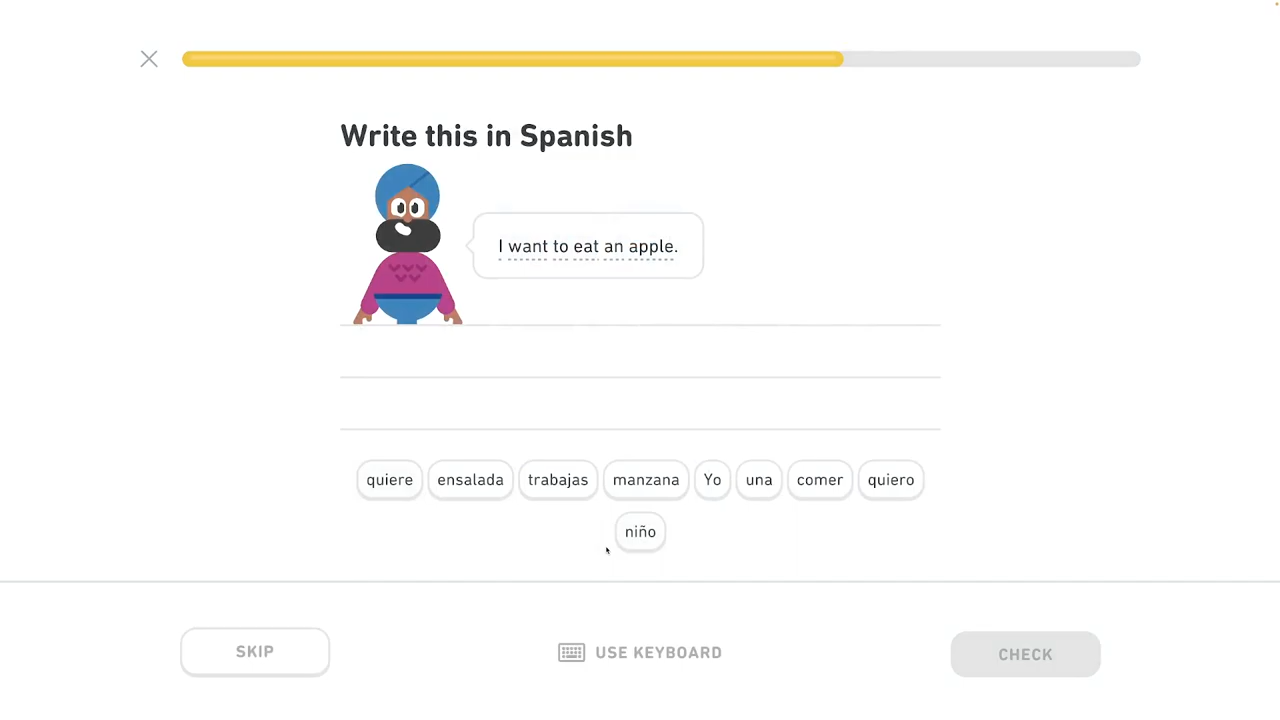 Write this in Spanish
I want to eat an apple.
quiere ensalada trabajas manzana Yo una comer quiero
niño
SKIP USE KEYBOARD CHECK